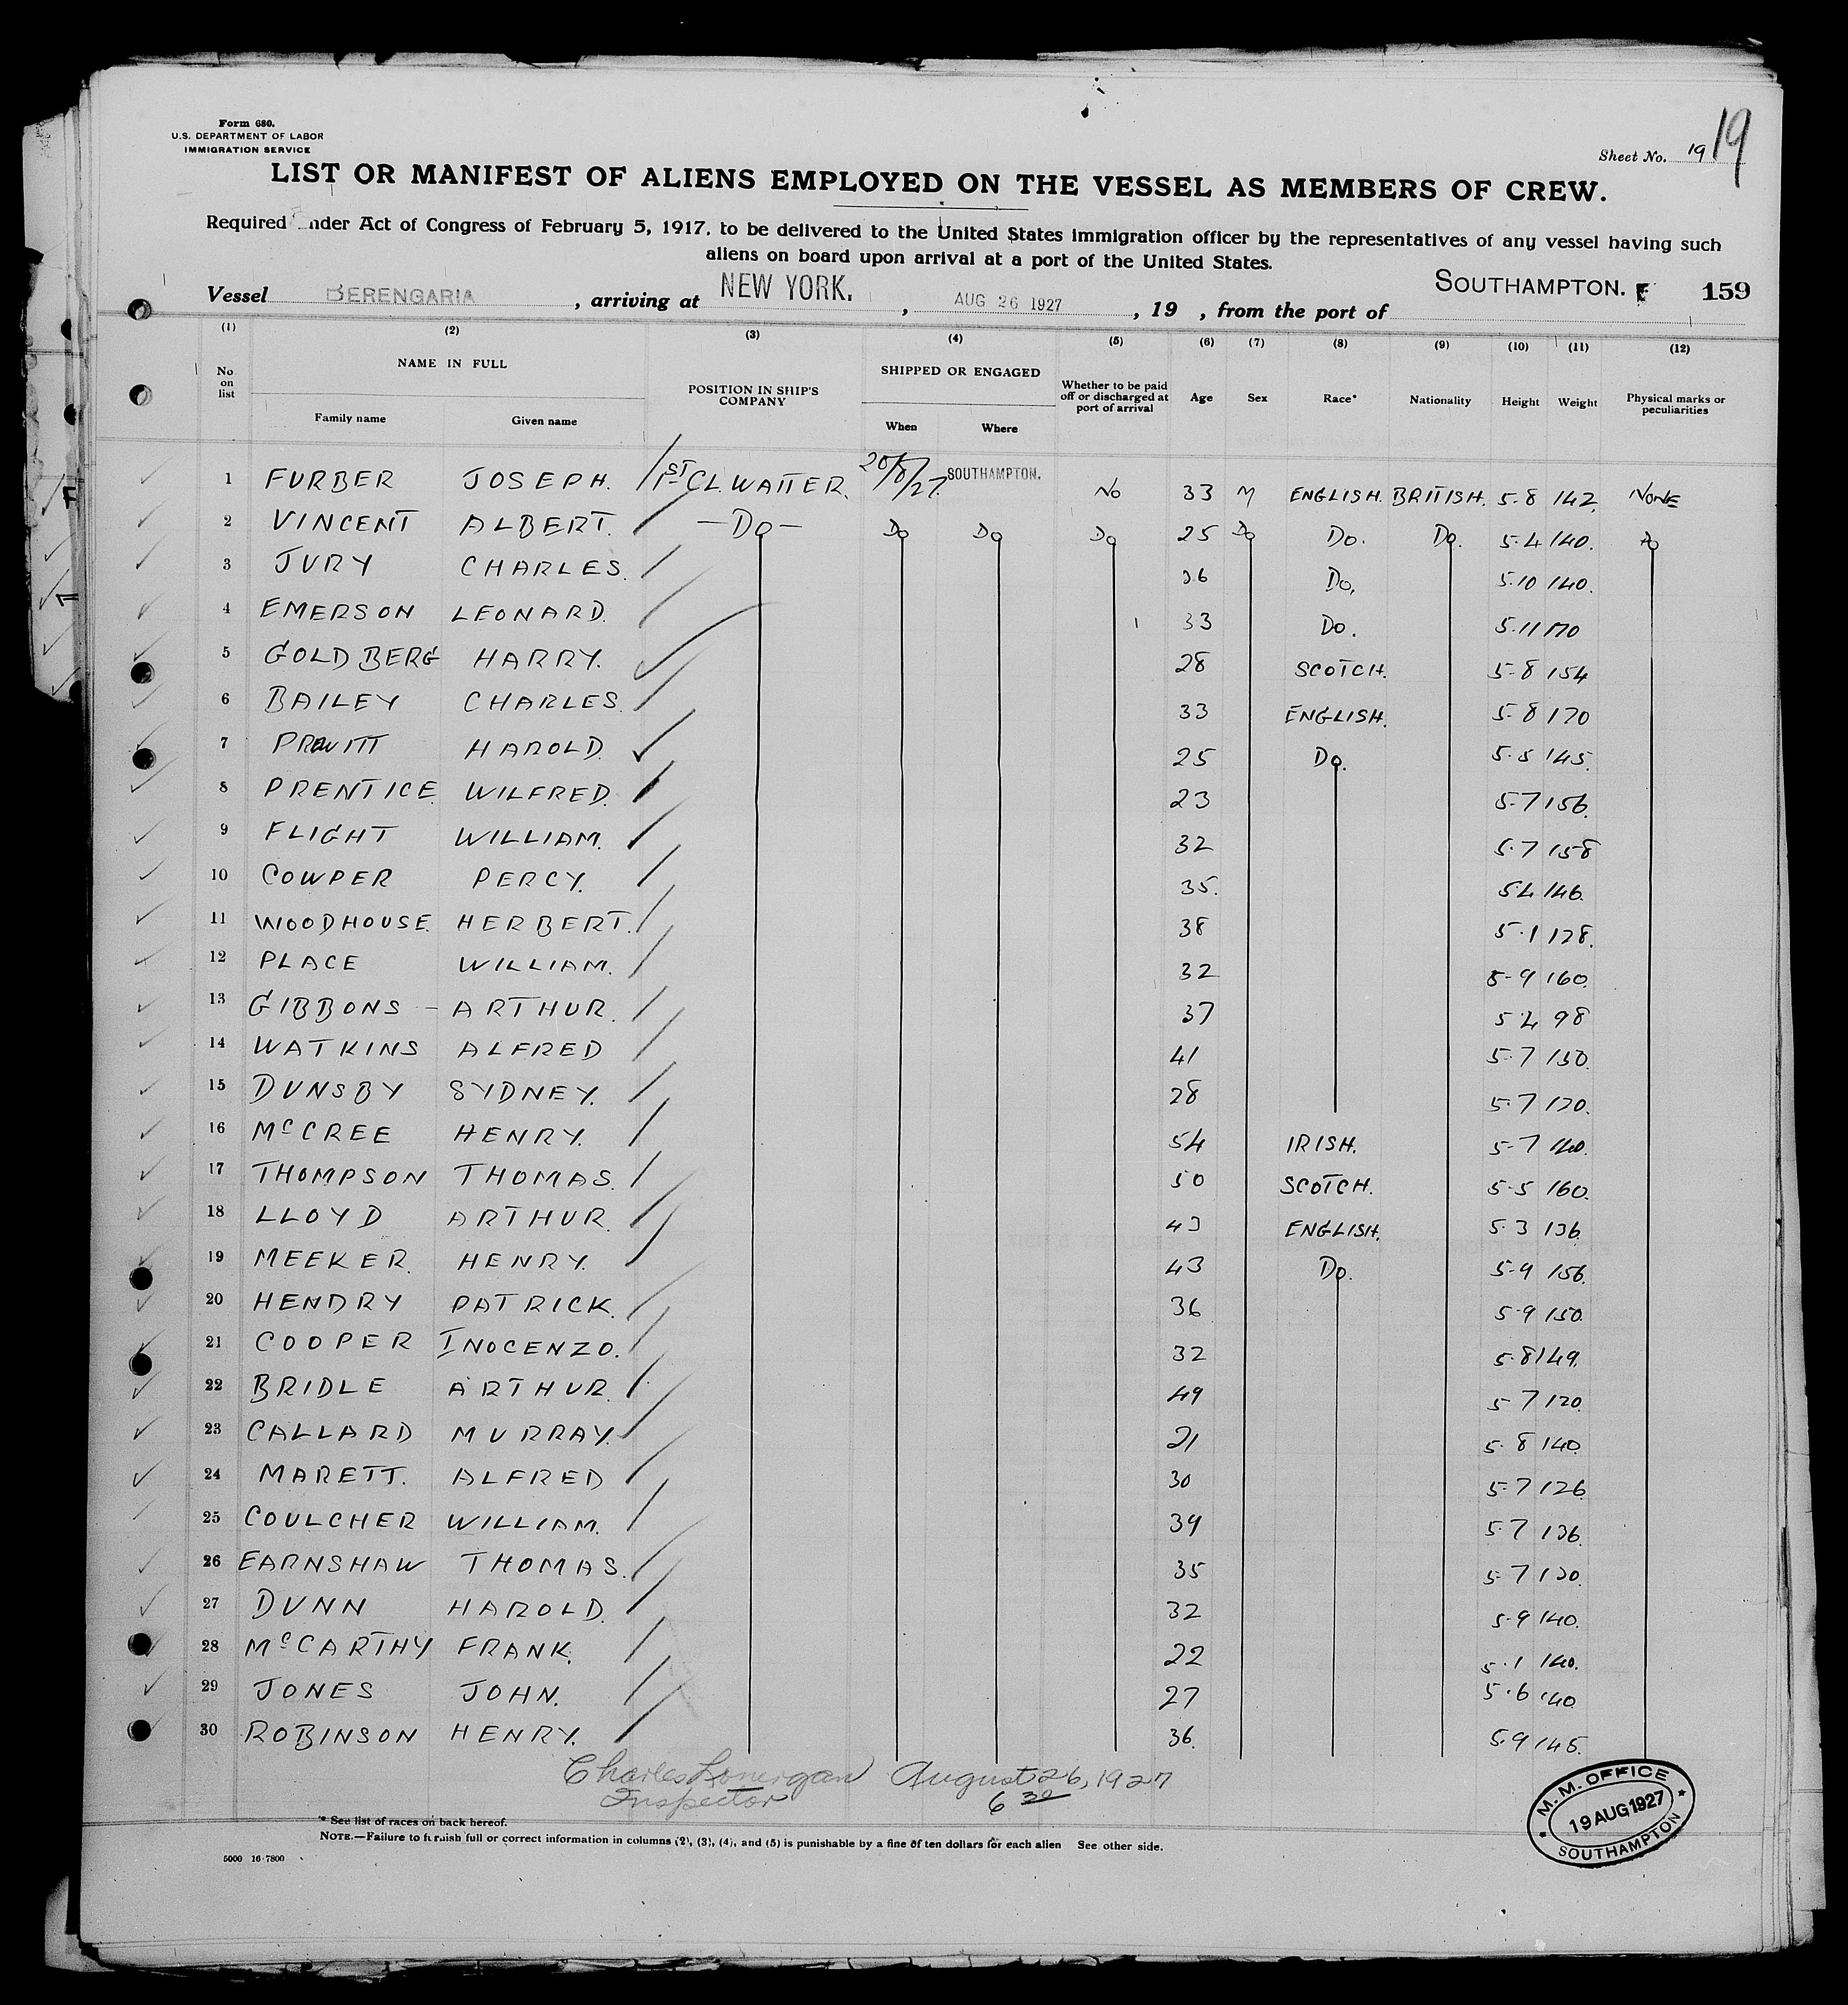 Form 680.
U.S. DEPARTMENT OF LABOR
IMMIGRATION SERVICE
Sheet No. 19 19
LIST OR MANIFEST OF ALIENS EMPLOYED ON THE VESSEL AS MEMBERS OF CREW.
Required nder Act of Congress of February 5, 1917, to be delivered to the United States immigration officer by the representatives of any vessel having such
aliens on board upon arrival at a port of the United States.
Vessel BERENGARIA, arriving at NEW YORK., AUG 26 1927, 19 , from the port of SOUTHAMPTON. F 159
(1) (2) (3) (4) (5) (6) (7) (8) (9) (10) (11) (12)
No on list NAME IN FULL Family name Given name POSITION IN SHIP'S COMPANY SHIPPED OR ENGAGED When Where Whether to be paid off or discharged at port of arrival Age Sex Race* Nationality Height Weight Physical marks or peculiarities
1 FURBER JOSEPH. 1ST CL. WAITER. 20/8/27. SOUTHAMPTON. No 33 M ENGLISH. BRITISH. 5.8 142. NONE
2 VINCENT ALBERT. —Do— Do Do Do 25 Do Do. Do. 5.4 140. Do
3 JURY CHARLES. 36 Do. 5.10 140.
4 EMERSON LEONARD. 33 Do. 5.11 170
5 GOLDBERG HARRY. 28 SCOTCH. 5-8 154
6 BAILEY CHARLES. 33 ENGLISH. 5-8 170
7 HAROLD. 25 Do. 5.5 145.
8 PRENTICE. WILFRED. 23 5-7 156.
9 FLIGHT WILLIAM. 32 5.7 158
10 COWPER PERCY. 35. 5.4 146.
11 WOODHOUSE. HERBERT. 38 5.1 128.
12 PLACE WILLIAM. 32 5-9 160.
13 GIBBONS - ARTHUR. 37 5.4 98
14 WATKINS ALFRED 41 5-7 150.
15 DUNSBY SYDNEY. 28 5-7 120.
16 McCREE HENRY. 54 IRISH. 5-7 140.
17 THOMPSON THOMAS. 50 SCOTCH. 5-5 160.
18 LLOYD ARTHUR. 43 ENGLISH. 5.3 136.
19 MEEKER. HENRY. 43 Do. 5-9 156.
20 HENDRY PATRICK. 36 5.9 150.
21 COOPER INOCENZO. 32 5.8 149.
22 BRIDLE ARTHUR. 49 5 7 120.
23 CALLARD MURRAY. 21 5.8 140.
24 MARETT. ALFRED 30 5-7 126.
25 COULCHER WILLIAM. 39 5.7 136.
26 EARNSHAW THOMAS. 35 5-7 130.
27 DUNN HAROLD. 32 5.9 140.
28 McCARTHY FRANK. 22 5.1 140.
29 JONES JOHN. 27 5.6 140
30 ROBINSON HENRY. 36. 5.9 145.
Charles Lonergan August 26, 1927
Inspector 6 30
* See list of races on back hereof.
NOTE.—Failure to furnish full or correct information in columns (2), (3), (4), and (5) is punishable by a fine of ten dollars for each alien See other side.
5000 16-7800
M. M. OFFICE
19 AUG 1927
SOUTHAMPTON